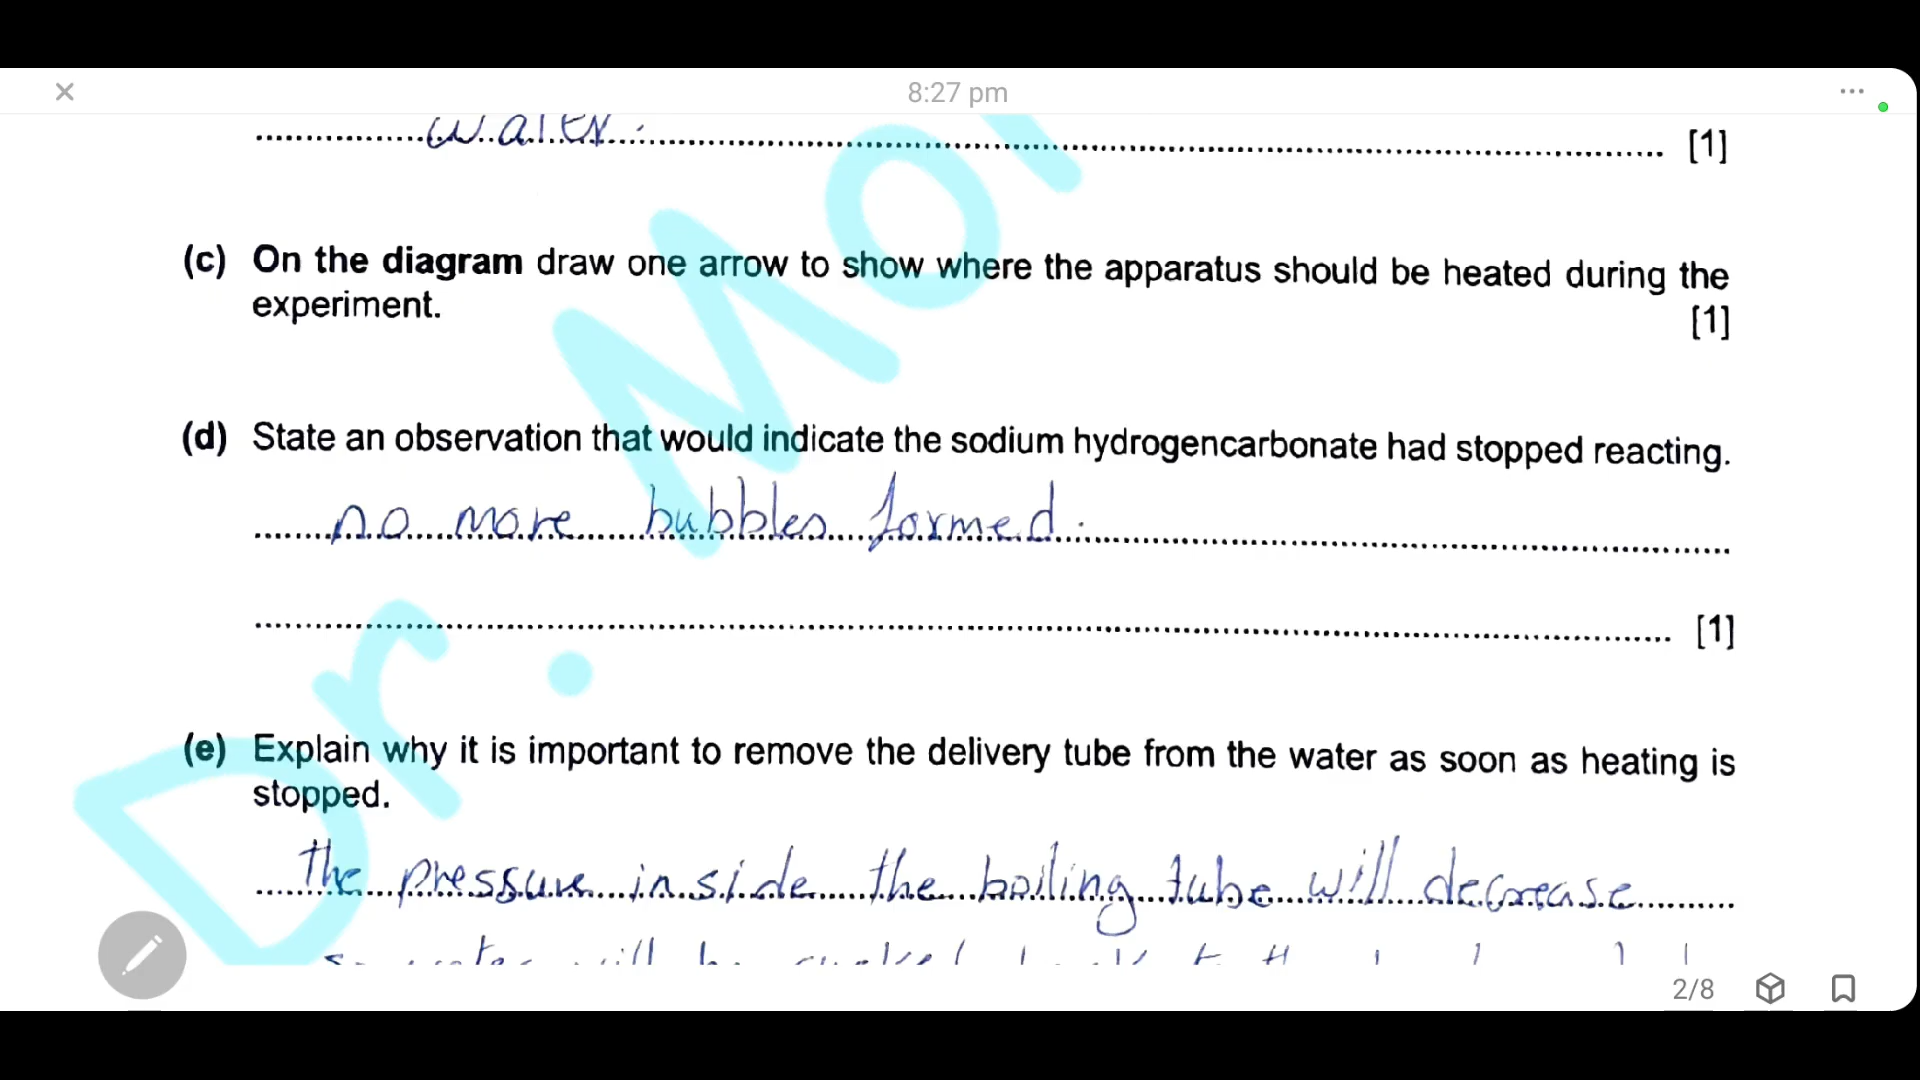 8:27 pm
water. [1]
(c) On the diagram draw one arrow to show where the apparatus should be heated during the
experiment.
[1]
(d) State an observation that would indicate the sodium hydrogencarbonate had stopped reacting.
no more bubbles formed.
[1]
(e) Explain why it is important to remove the delivery tube from the water as soon as heating is
stopped.
The pressure inside the boiling tube will decrease
2/8
Dr. Mo